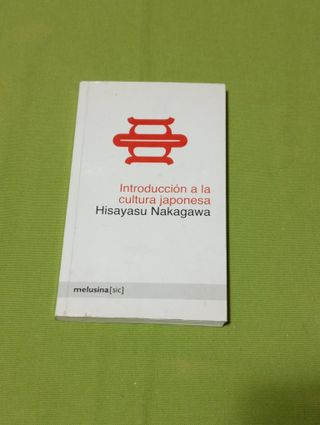 Introducción a la
cultura japonesa
Hisayasu Nakagawa
melusina[sic]